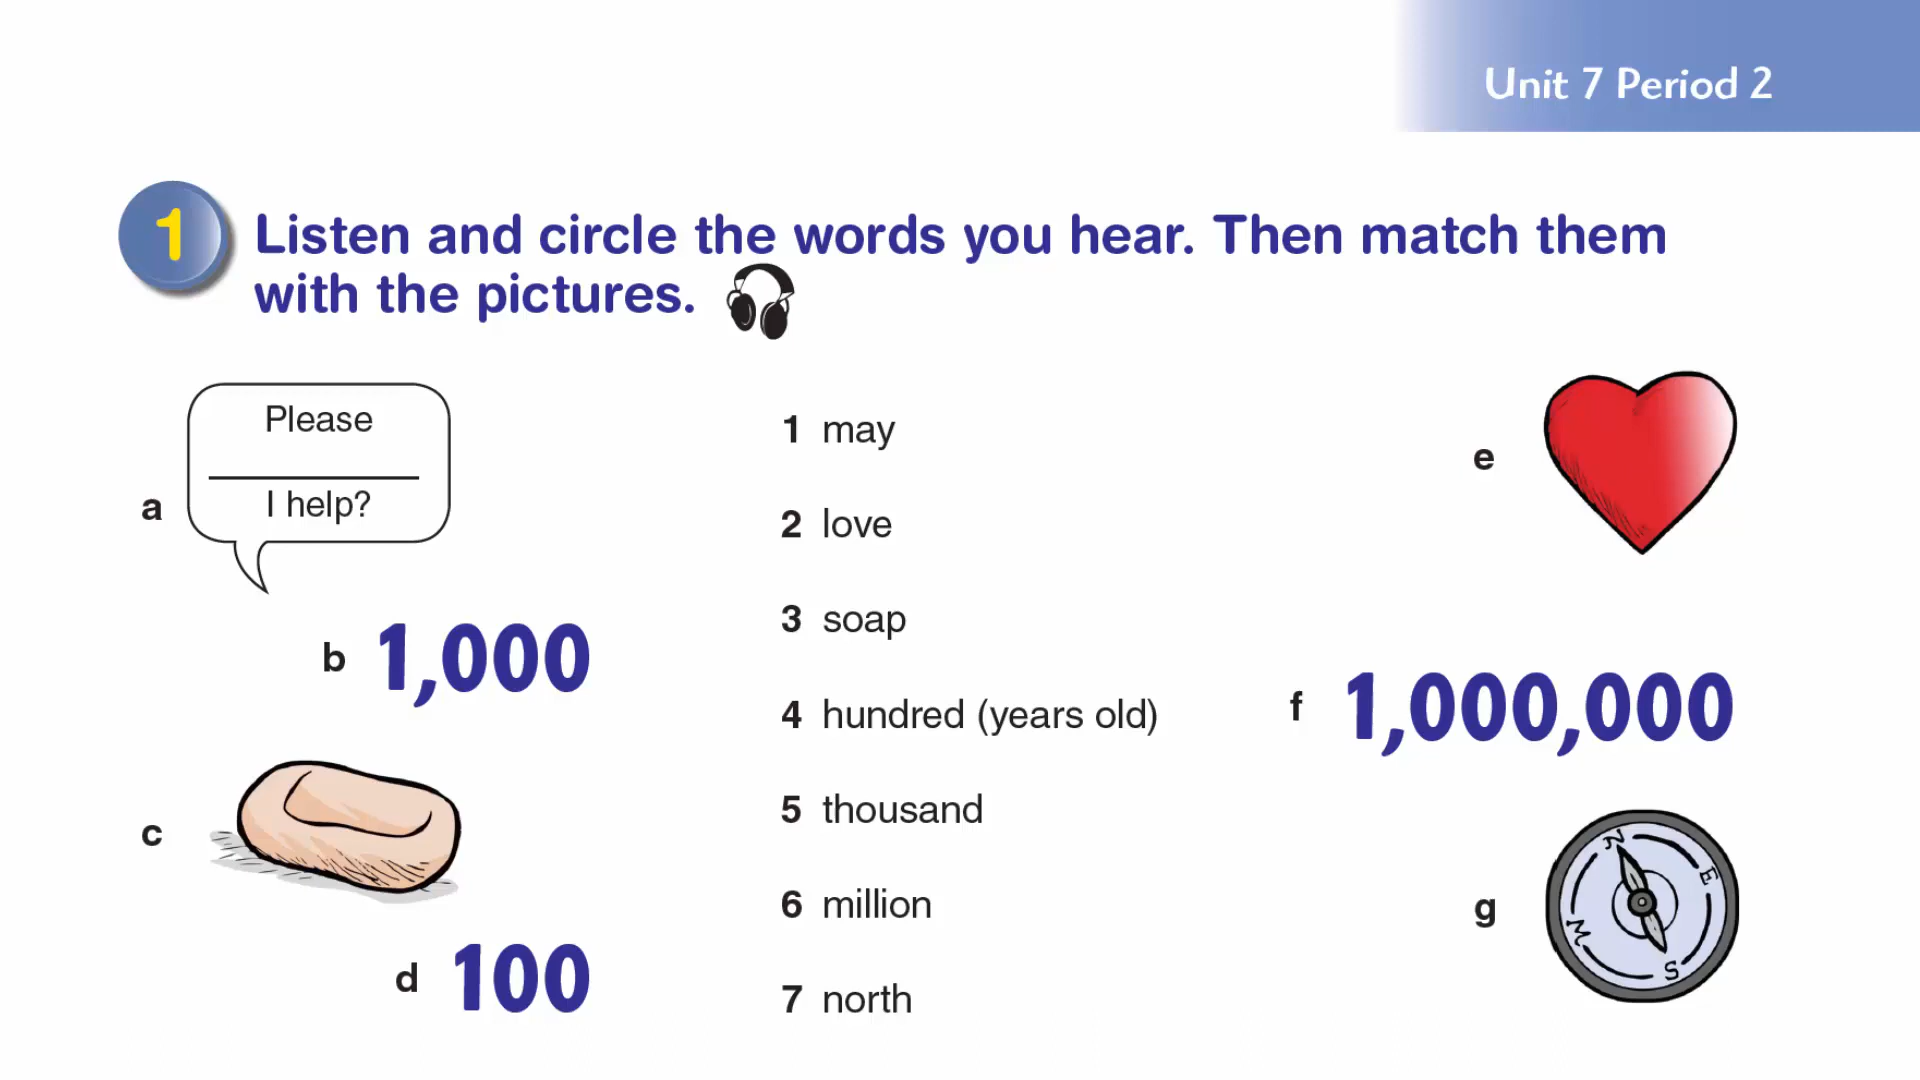 Unit 7 Period 2
1 Listen and circle the words you hear. Then match them
with the pictures.
a
Please
I help?
b 1,000
c
d 100
1 may
2 love
3 soap
4 hundred (years old)
5 thousand
6 million
7 north
e
f 1,000,000
g
N
E
S
W